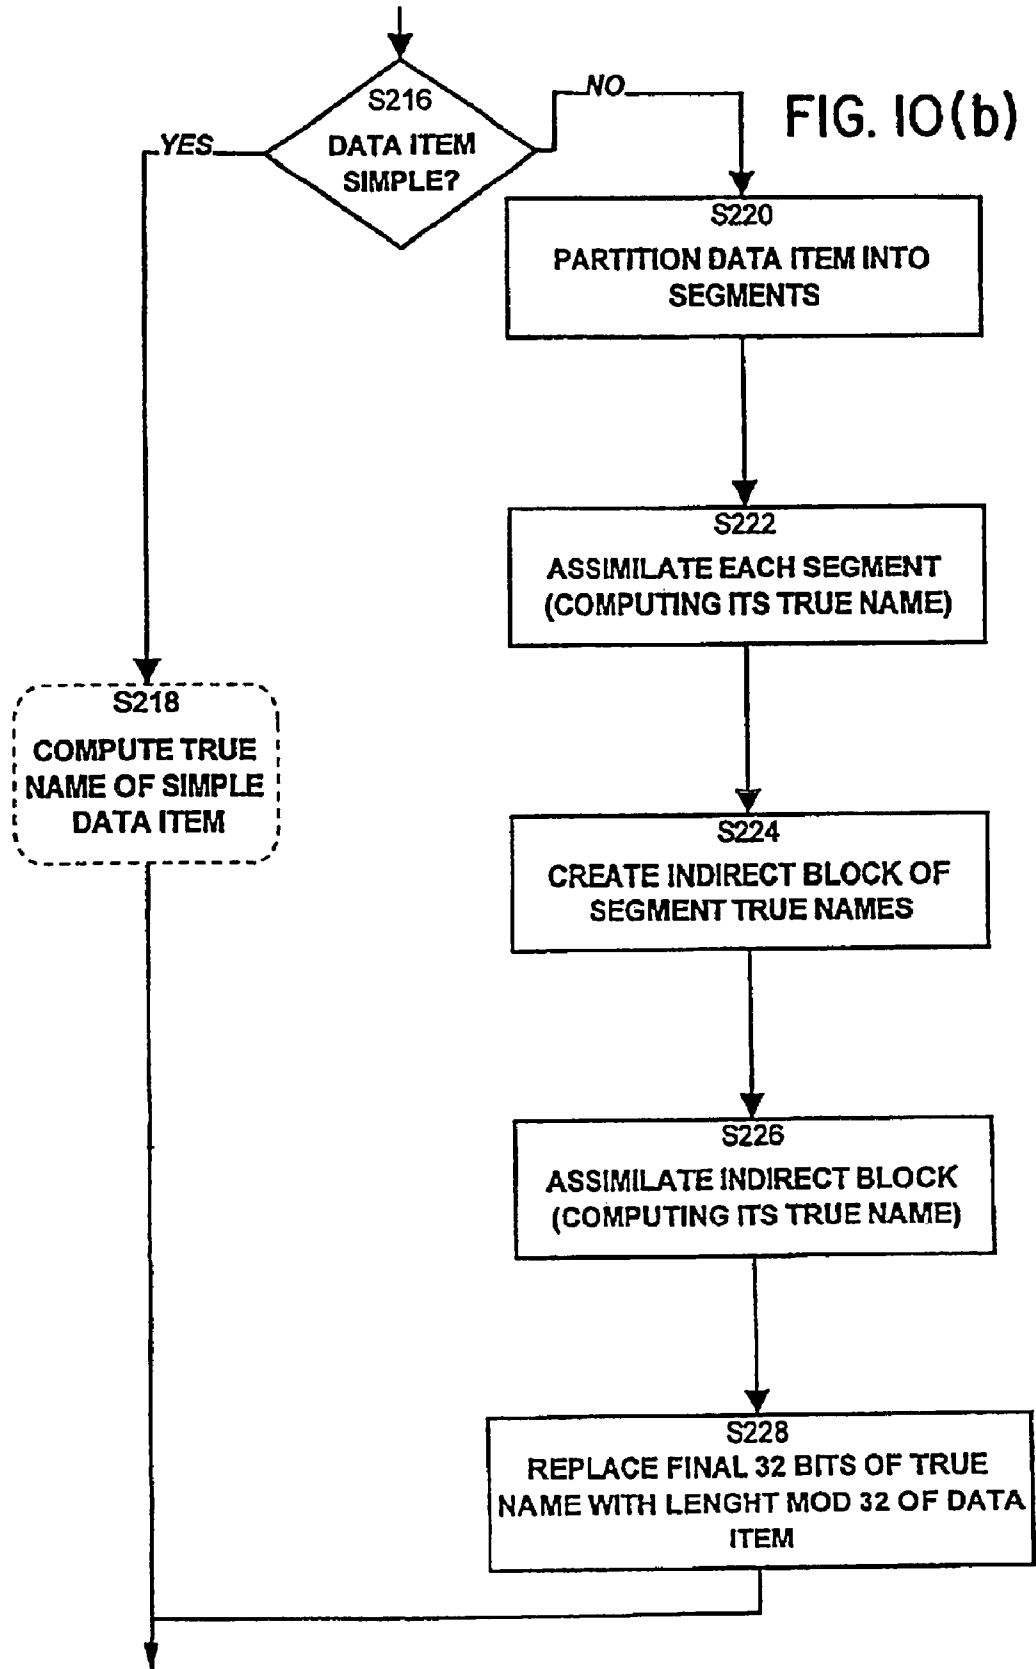 FIG. 10(b)
S216
DATA ITEM
SIMPLE?
YES
NO
S220
PARTITION DATA ITEM INTO
SEGMENTS
S222
ASSIMILATE EACH SEGMENT
(COMPUTING ITS TRUE NAME)
S218
COMPUTE TRUE
NAME OF SIMPLE
DATA ITEM
S224
CREATE INDIRECT BLOCK OF
SEGMENT TRUE NAMES
S226
ASSIMILATE INDIRECT BLOCK
(COMPUTING ITS TRUE NAME)
S228
REPLACE FINAL 32 BITS OF TRUE
NAME WITH LENGHT MOD 32 OF DATA
ITEM